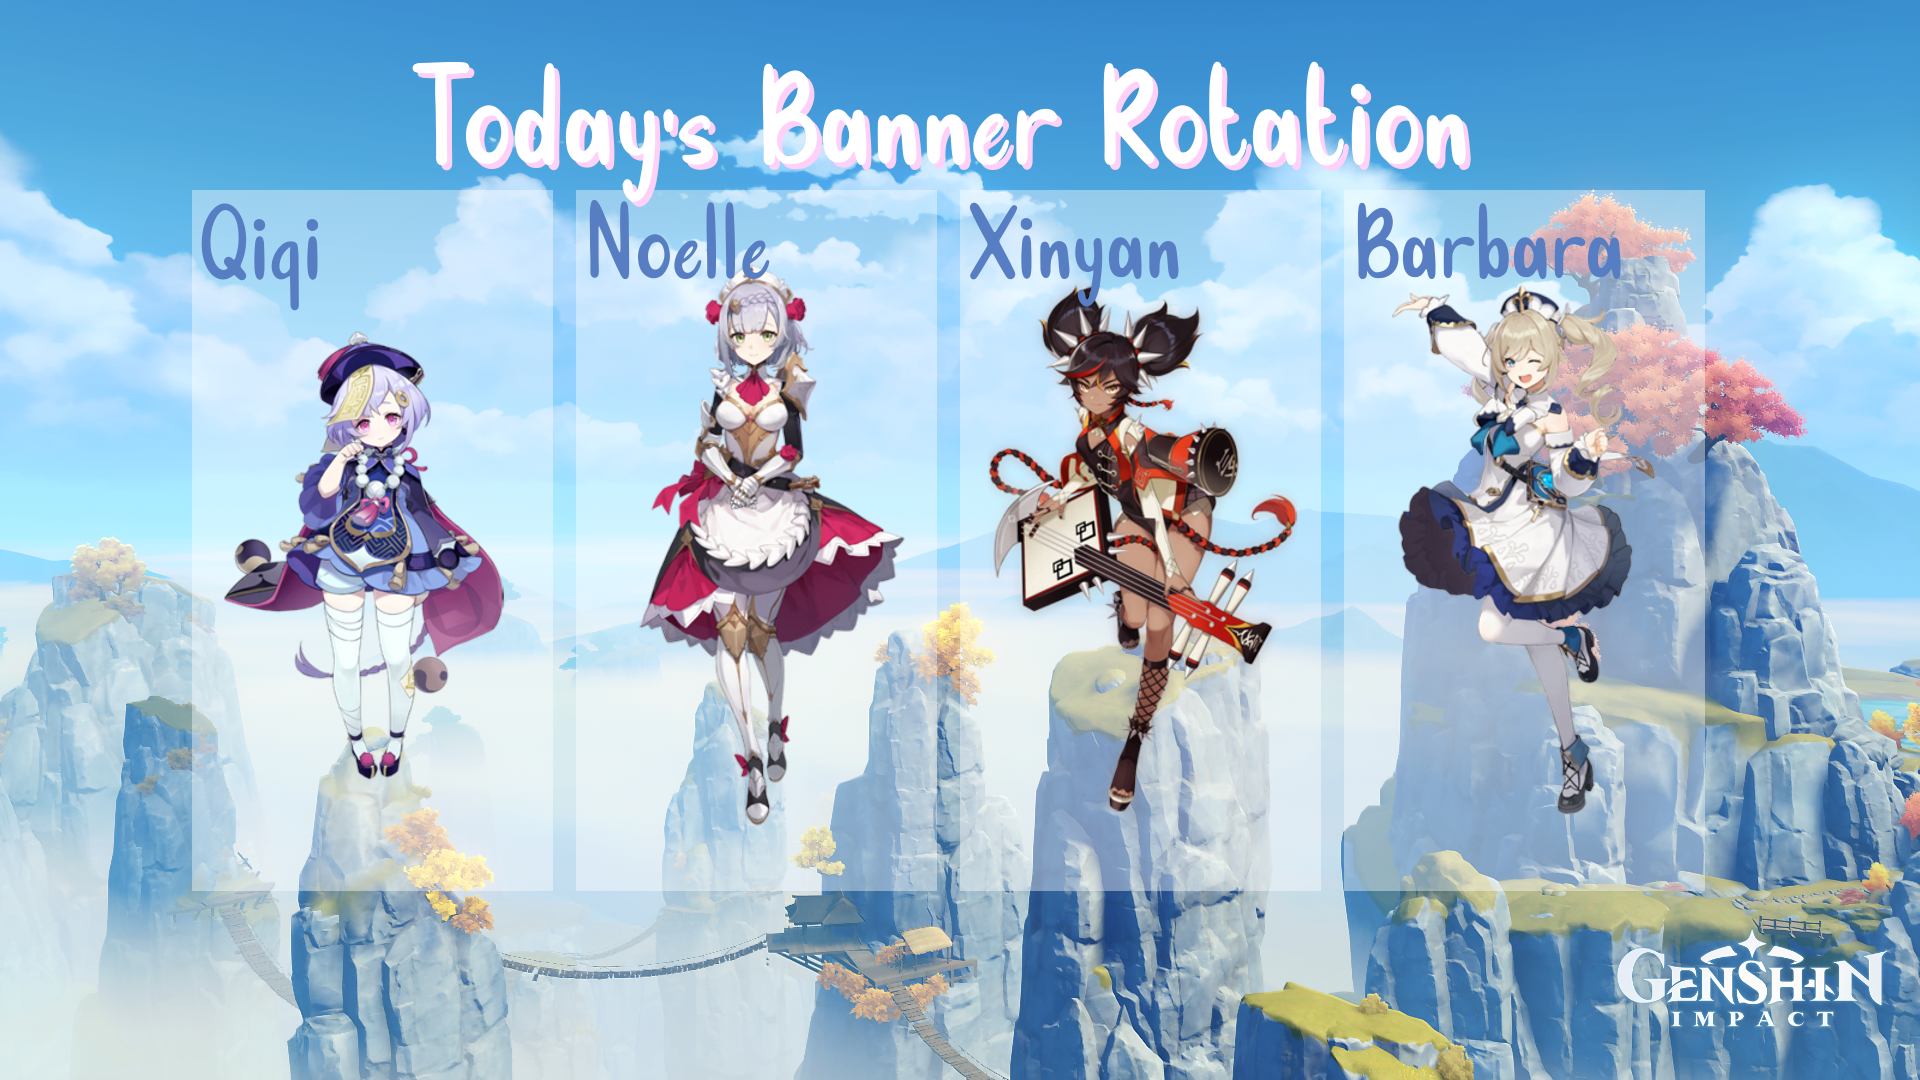 Today's Banner Rotation
Qiqi
Noelle
Xinyan
Barbara
GENSHIN
IMPACT